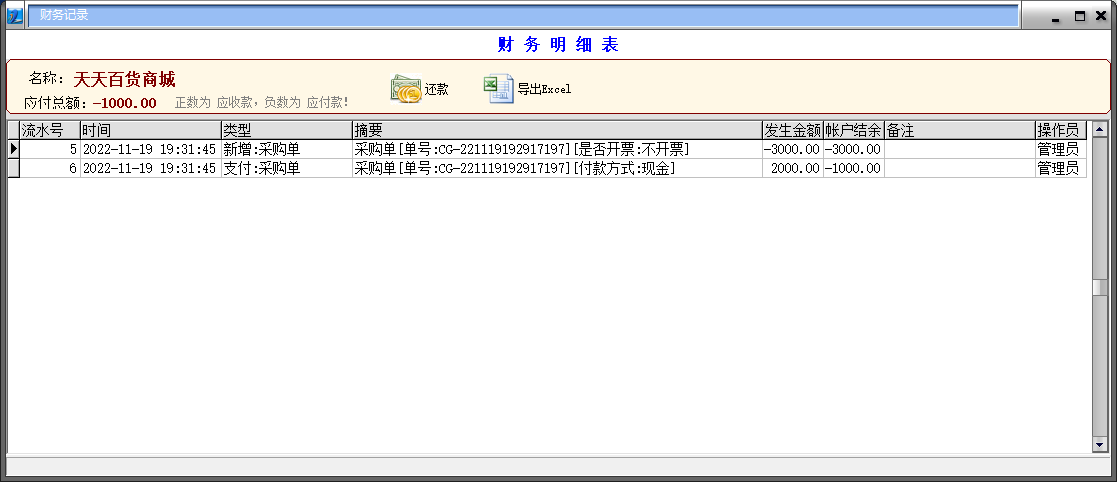 财务记录
财 务 明 细 表
名称： 天天百货商城
还款 导出Excel
应付总额：-1000.00 正数为 应收款，负数为 应付款！
流水号 时间 类型 摘要 发生金额 帐户结余 备注 操作员
5 2022-11-19 19:31:45 新增:采购单 采购单[单号:CG-221119192917197][是否开票:不开票] -3000.00 -3000.00 管理员
6 2022-11-19 19:31:45 支付:采购单 采购单[单号:CG-221119192917197][付款方式:现金] 2000.00 -1000.00 管理员